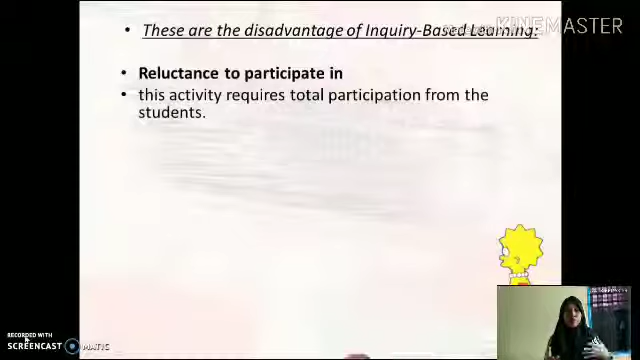 • These are the disadvantage of Inquiry-Based Learning:
KINEMASTER
• Reluctance to participate in
• this activity requires total participation from the
students.
RECORDED WITH
SCREENCAST MATIC